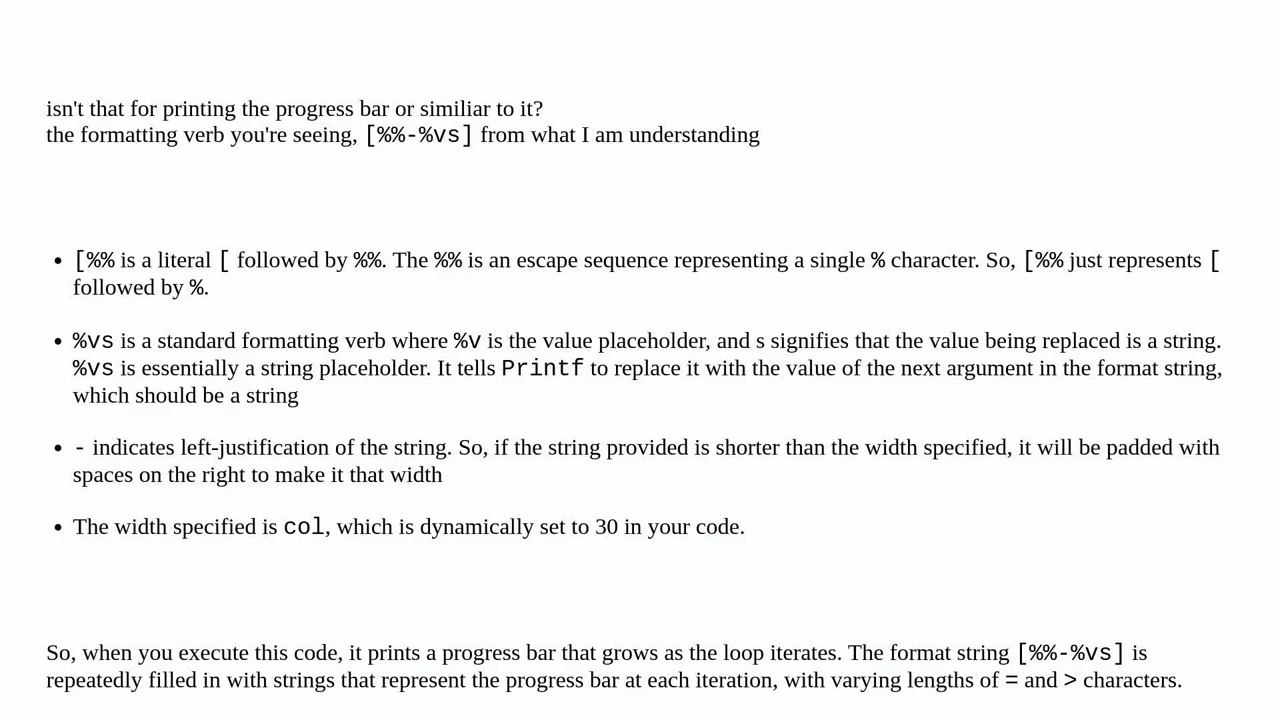 isn't that for printing the progress bar or similiar to it?
the formatting verb you're seeing, [%%-%vs] from what I am understanding
• [%% is a literal [ followed by %%. The %% is an escape sequence representing a single % character. So, [%% just represents [
followed by %.
• %vs is a standard formatting verb where %v is the value placeholder, and s signifies that the value being replaced is a string.
%vs is essentially a string placeholder. It tells Printf to replace it with the value of the next argument in the format string,
which should be a string
• - indicates left-justification of the string. So, if the string provided is shorter than the width specified, it will be padded with
spaces on the right to make it that width
• The width specified is col, which is dynamically set to 30 in your code.
So, when you execute this code, it prints a progress bar that grows as the loop iterates. The format string [%%-%vs] is
repeatedly filled in with strings that represent the progress bar at each iteration, with varying lengths of = and > characters.